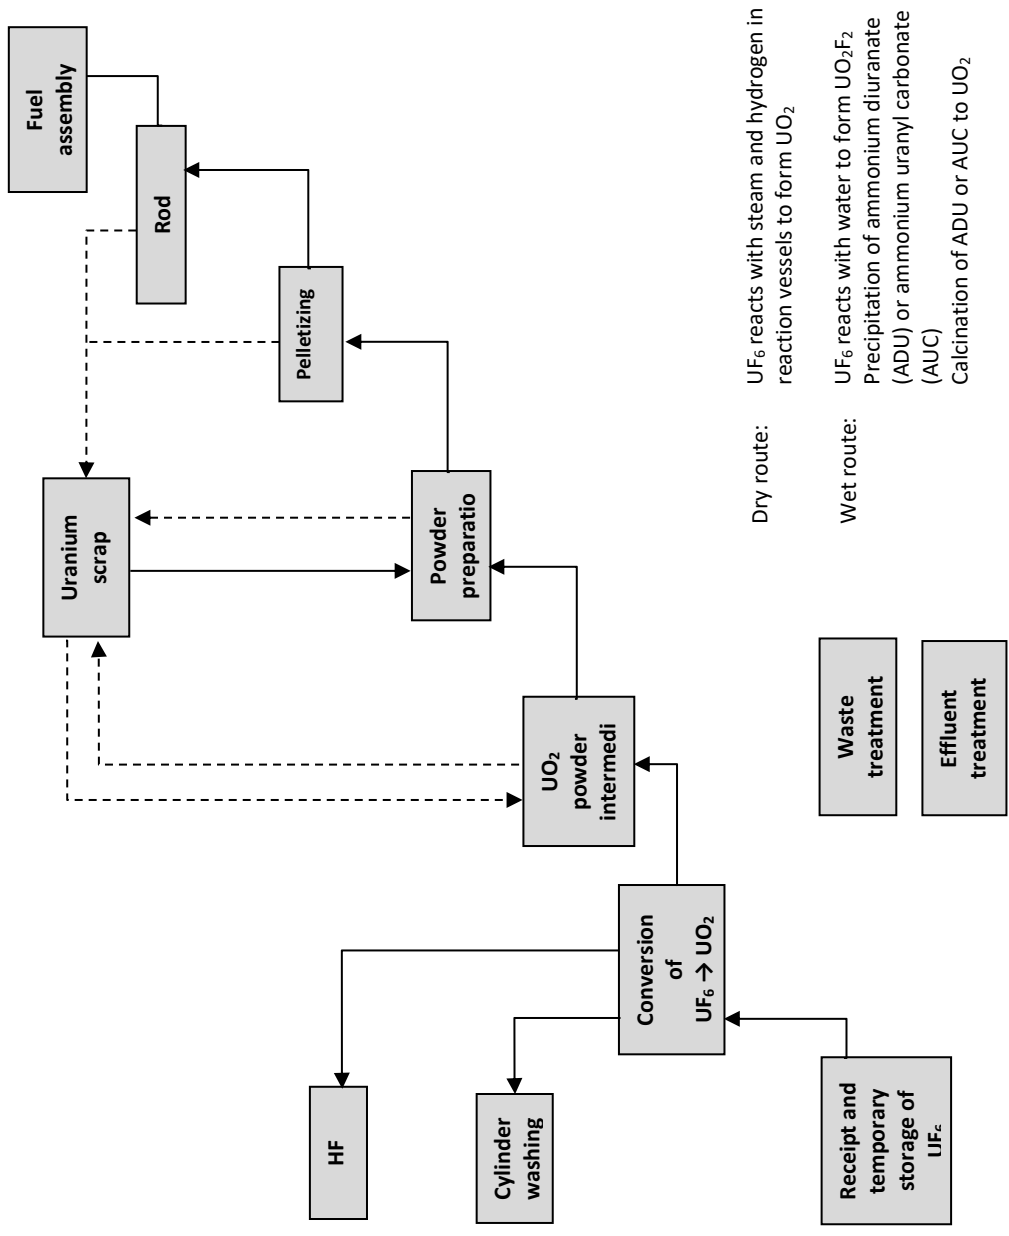 Receipt and
temporary
storage of
UF₆
Cylinder
washing
HF
Conversion
of
UF₆ → UO₂
UO₂
powder
intermedi
Uranium
scrap
Powder
preparatio
Pelletizing
Rod
Fuel
assembly
Waste
treatment
Effluent
treatment
Dry route:
UF₆ reacts with steam and hydrogen in
reaction vessels to form UO₂
Wet route:
UF₆ reacts with water to form UO₂F₂
Precipitation of ammonium diuranate
(ADU) or ammonium uranyl carbonate
(AUC)
Calcination of ADU or AUC to UO₂